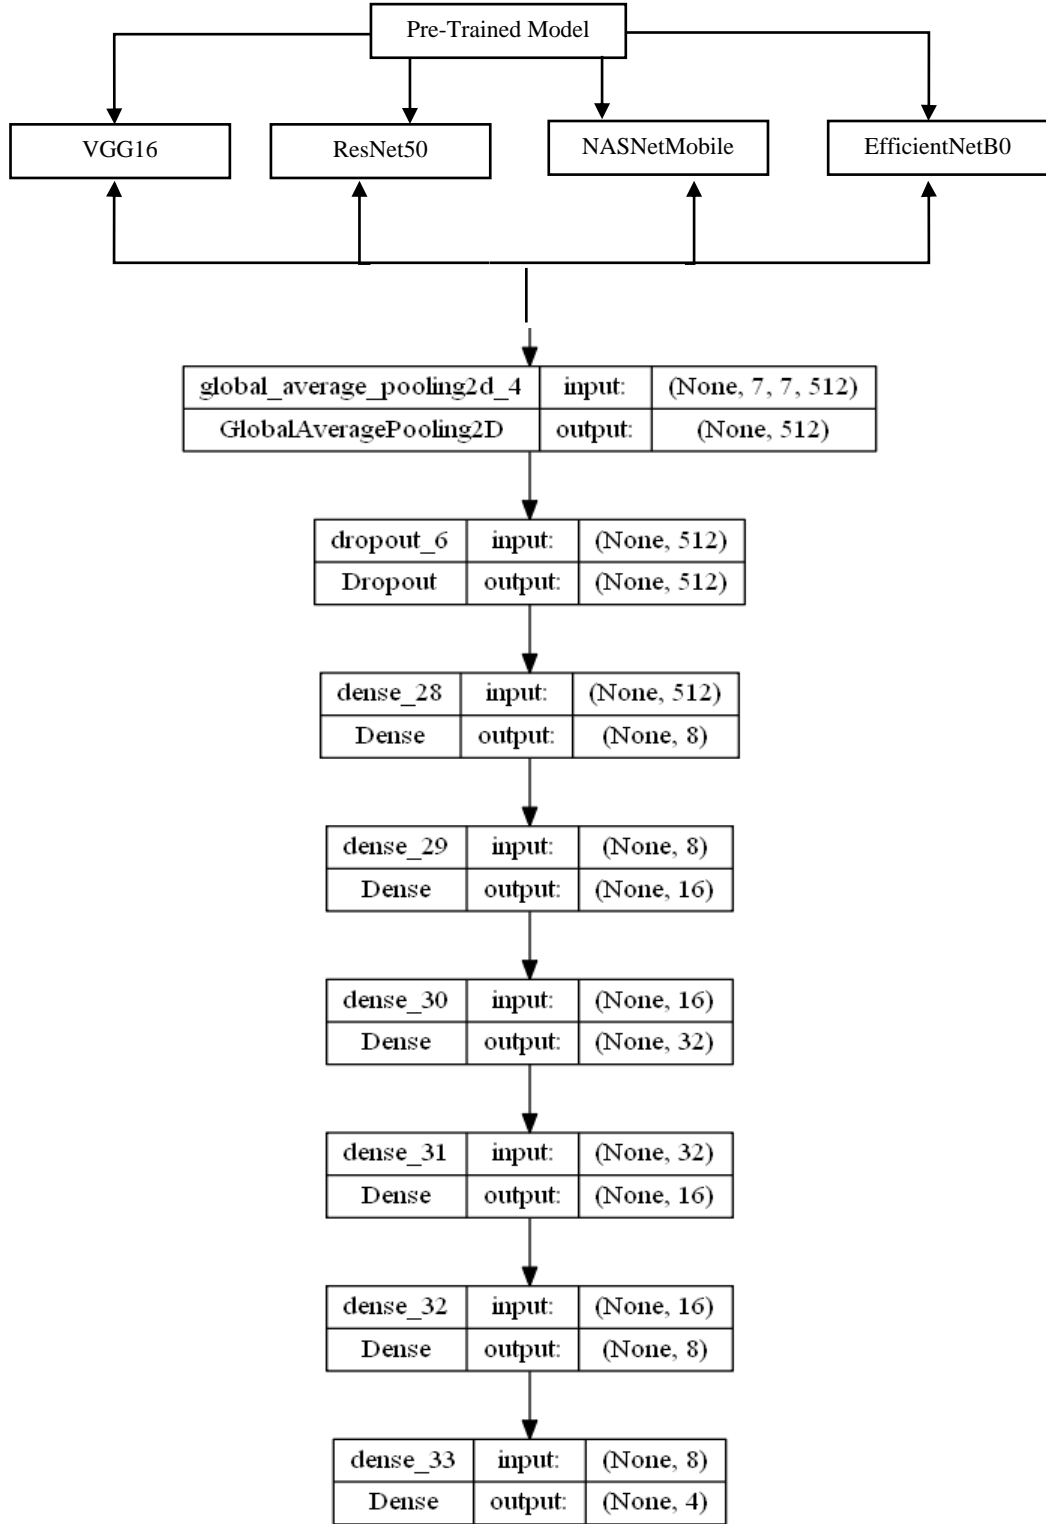 Pre-Trained Model
VGG16 ResNet50 NASNetMobile EfficientNetB0
global_average_pooling2d_4 input: (None, 7, 7, 512)
GlobalAveragePooling2D output: (None, 512)
dropout_6 input: (None, 512)
Dropout output: (None, 512)
dense_28 input: (None, 512)
Dense output: (None, 8)
dense_29 input: (None, 8)
Dense output: (None, 16)
dense_30 input: (None, 16)
Dense output: (None, 32)
dense_31 input: (None, 32)
Dense output: (None, 16)
dense_32 input: (None, 16)
Dense output: (None, 8)
dense_33 input: (None, 8)
Dense output: (None, 4)